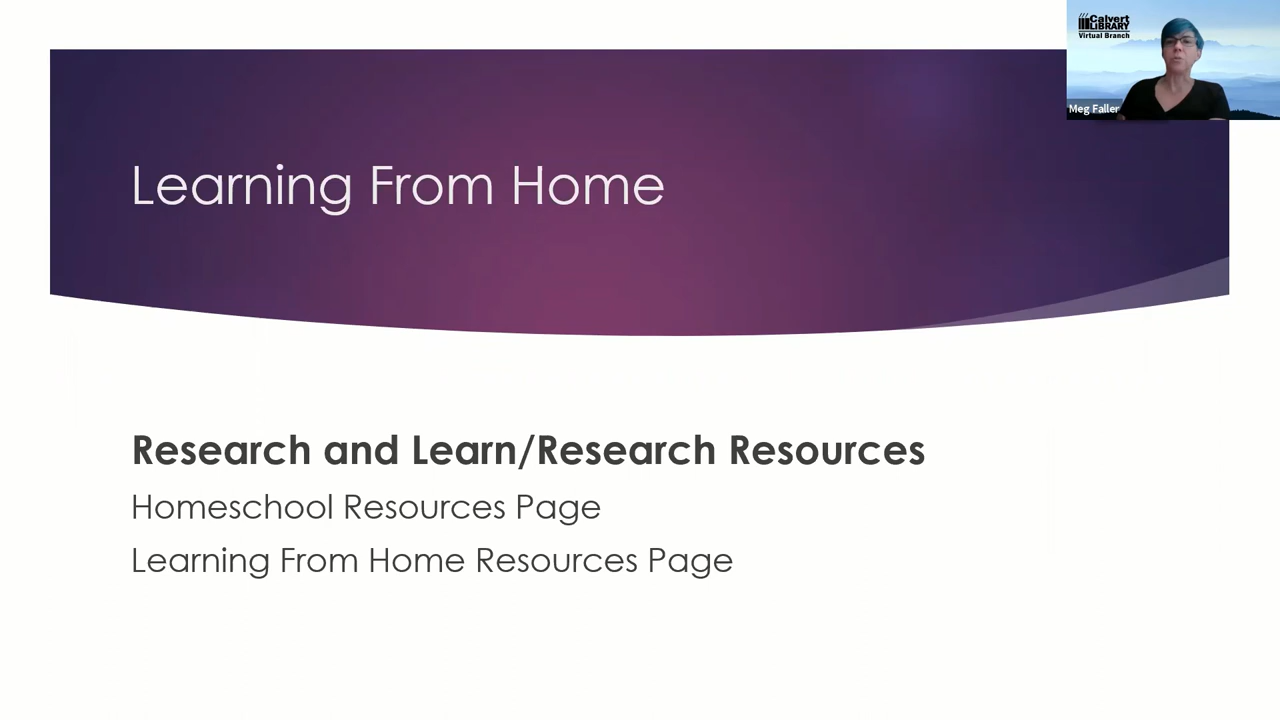 Calvert
LIBRARY
Virtual Branch
Meg Faller
Learning From Home
Research and Learn/Research Resources
Homeschool Resources Page
Learning From Home Resources Page